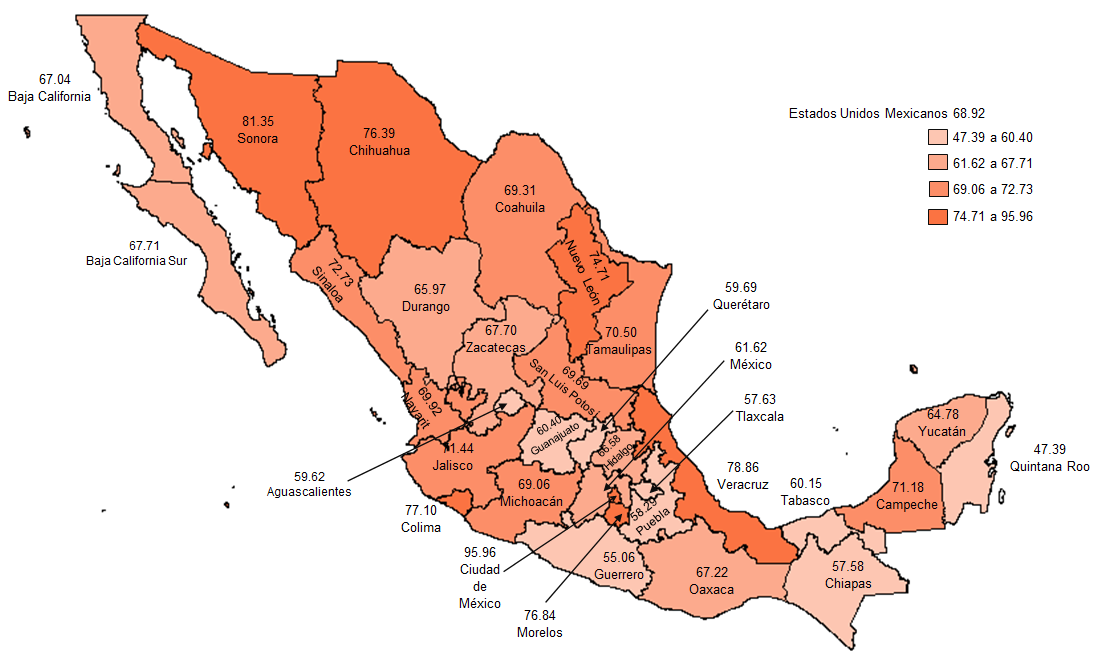 67.04
Baja California
81.35
Sonora
76.39
Chihuahua
Estados Unidos Mexicanos 68.92
47.39 a 60.40
61.62 a 67.71
69.06 a 72.73
74.71 a 95.96
69.31
Coahuila
67.71
Baja California Sur
72.73
Sinaloa
74.71
Nuevo León
65.97
Durango
59.69
Querétaro
67.70
Zacatecas
70.50
Tamaulipas
61.62
México
69.69
San Luis Potosí
69.92
Nayarit
57.63
Tlaxcala
64.78
Yucatán
60.40
Guanajuato
66.58
Hidalgo
71.44
Jalisco
47.39
Quintana Roo
59.62
Aguascalientes
69.06
Michoacán
78.86
Veracruz
60.15
Tabasco
71.18
Campeche
77.10
Colima
58.29
Puebla
95.96
Ciudad
de
México
55.06
Guerrero
67.22
Oaxaca
57.58
Chiapas
76.84
Morelos